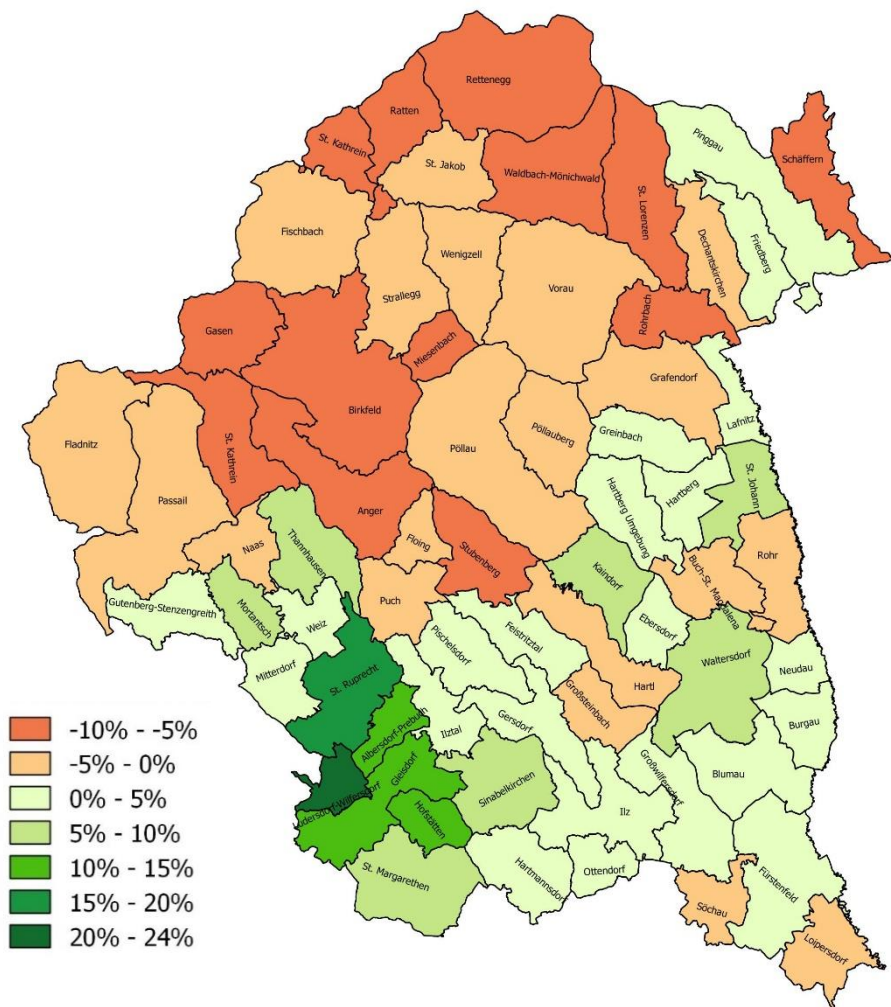 Rettenegg
Ratten
St. Kathrein
St. Jakob
Waldbach-Mönichwald
St. Lorenzen
Pinggau
Schäffern
Fischbach
Wenigzell
Strallegg
Vorau
Dechantskirchen
Friedberg
Gasen
Miesenbach
Rohrbach
Birkfeld
Grafendorf
Lafnitz
Fladnitz
Passail
St. Kathrein
Pöllau
Pöllauberg
Greinbach
Hartberg Umgebung
Hartberg
St. Johann
Anger
Floing
Stubenberg
Naas
Thannhausen
Kaindorf
Buch-St. Magdalena
Rohr
Puch
Gutenberg-Stenzengreith
Mortantsch
Weiz
Pischelsdorf
Feistritztal
Ebersdorf
Waltersdorf
Neudau
Mitterdorf
St. Ruprecht
Hartl
Großsteinbach
Albersdorf-Prebuch
Ilztal
Gersdorf
Burgau
Gleisdorf
Sinabelkirchen
Großwilfersdorf
Blumau
udersdorf-Wilfersdorf
Hofstätten
Ilz
St. Margarethen
Hartmannsdorf
Ottendorf
Fürstenfeld
Söchau
Loipersdorf
-10% - -5%
-5% - 0%
0% - 5%
5% - 10%
10% - 15%
15% - 20%
20% - 24%